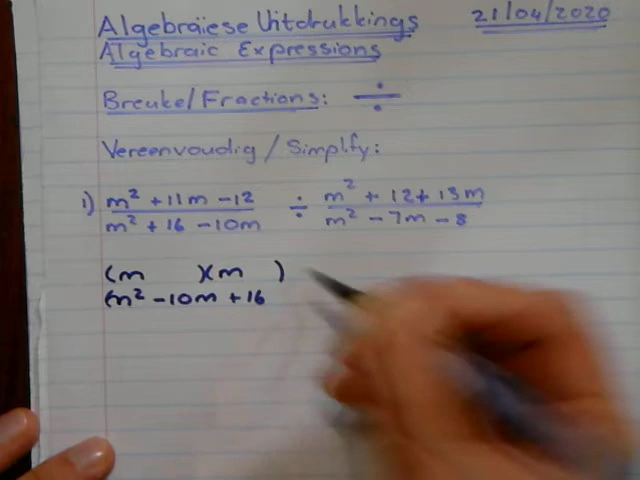 Algebraïese Uitdrukkings 21/04/2020
Algebraic Expressions
Breuke/Fractions: ÷
Vereenvoudig / Simplify:
1) m² + 11m - 12 ÷ m² + 12 + 13m
m² + 16 - 10m m² - 7m - 8
(m )(m )
(m² - 10m + 16